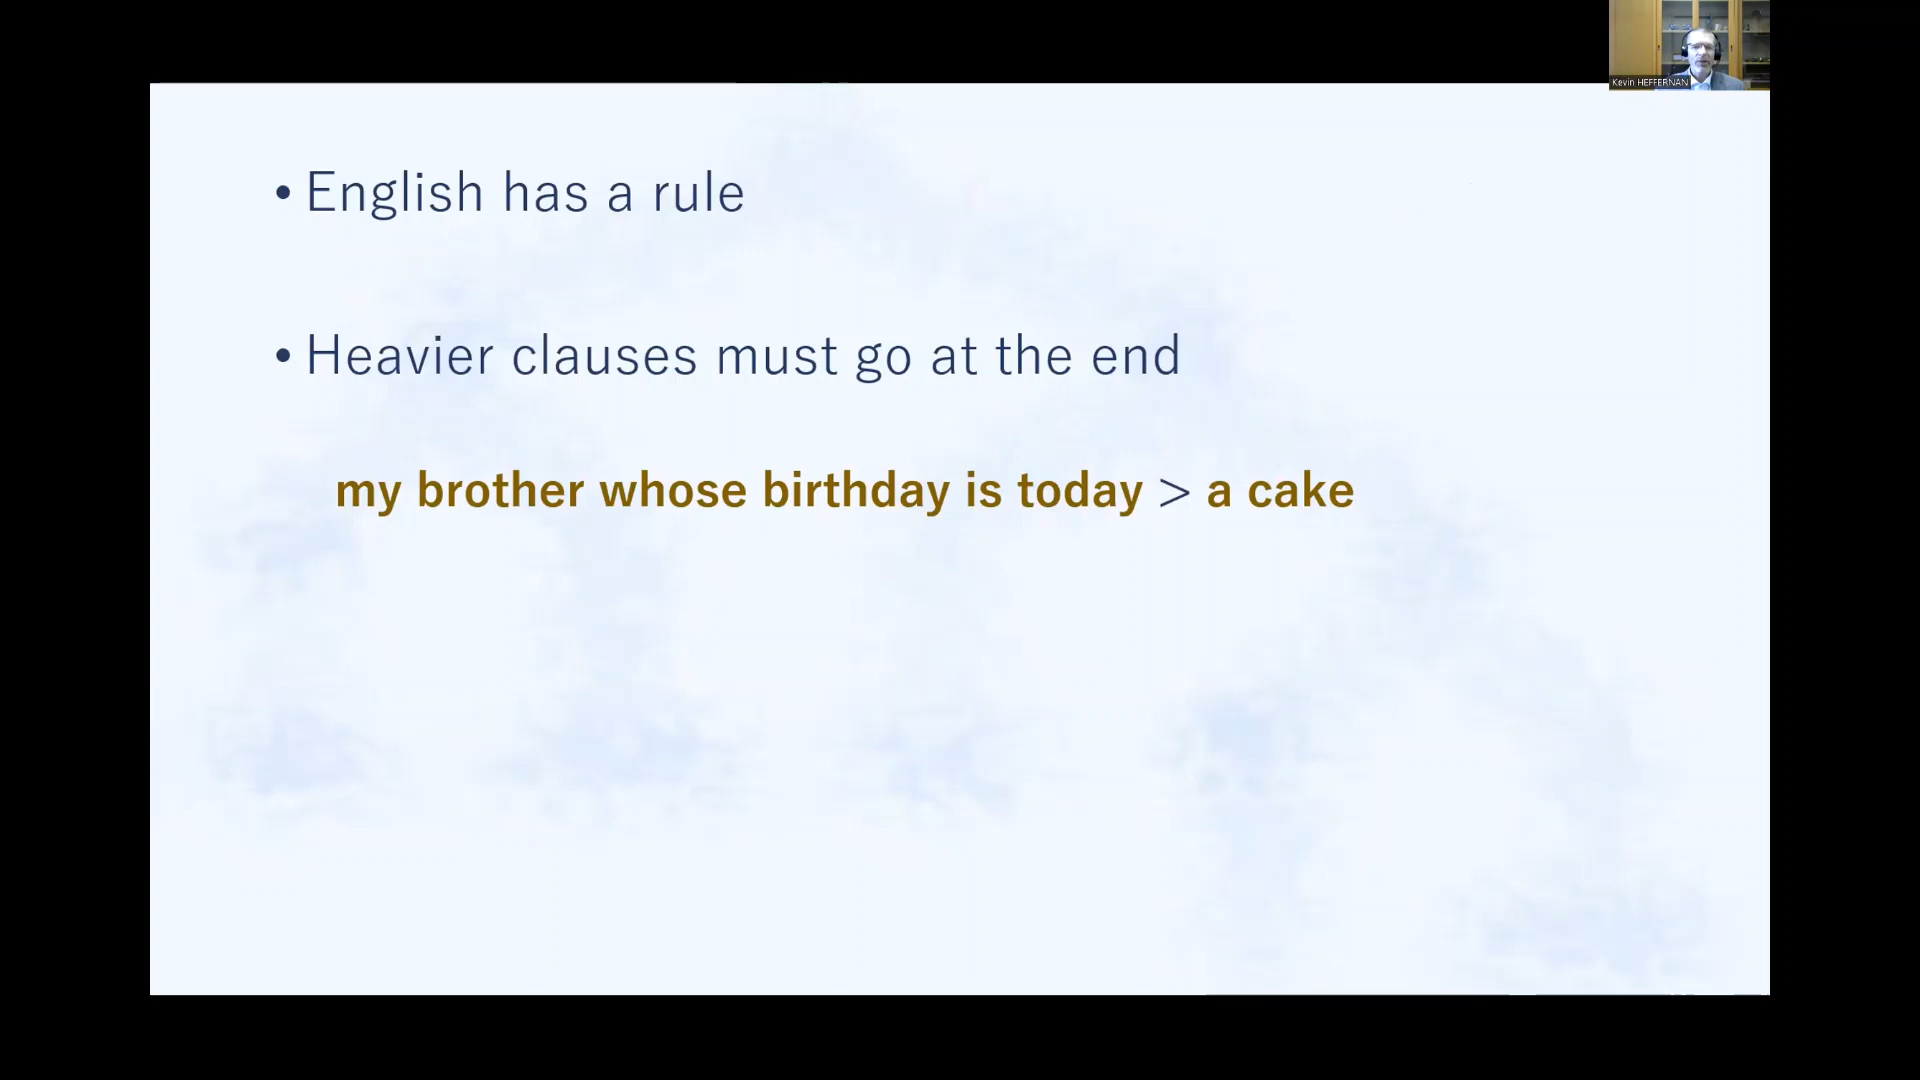 Kevin HEFFERNAN
• English has a rule
• Heavier clauses must go at the end
my brother whose birthday is today > a cake